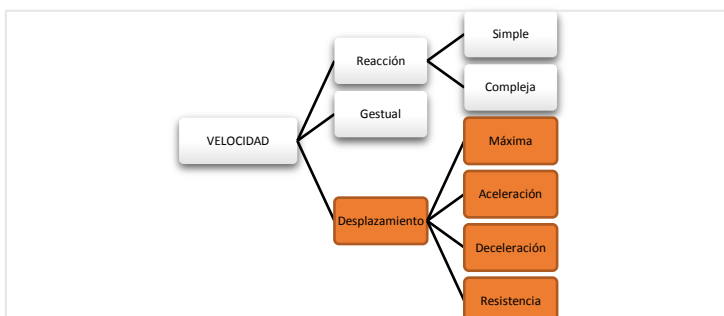 VELOCIDAD
Reacción
Simple
Compleja
Gestual
Desplazamiento
Máxima
Aceleración
Deceleración
Resistencia